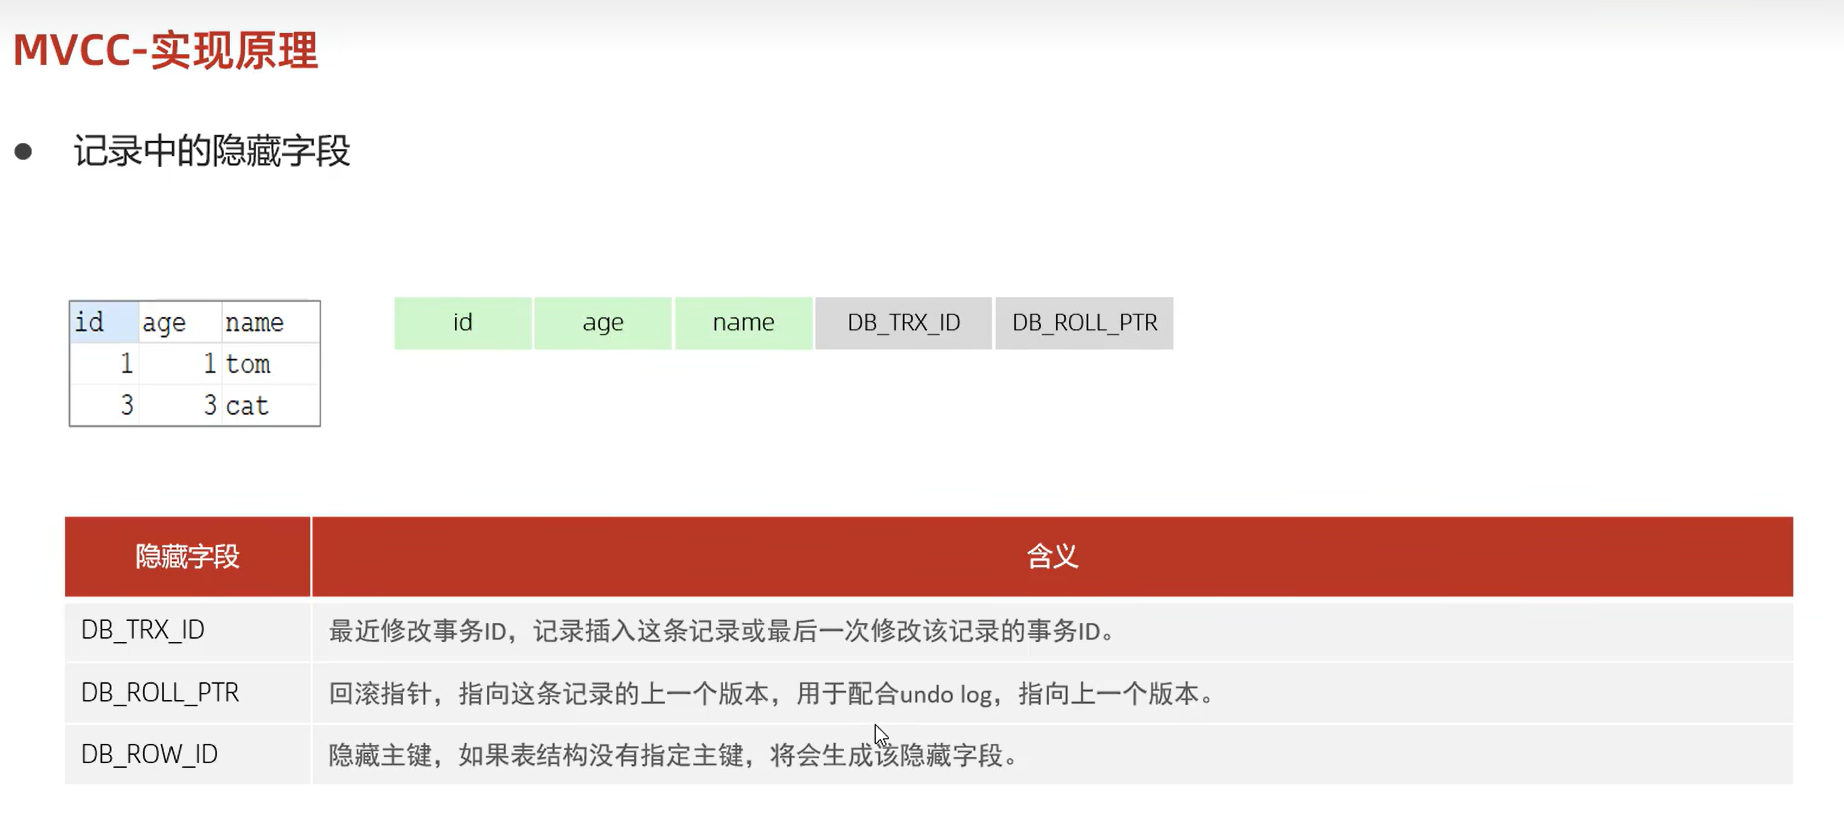 MVCC-实现原理
● 记录中的隐藏字段
id age name
1 1 tom
3 3 cat
id age name DB_TRX_ID DB_ROLL_PTR
隐藏字段 含义
DB_TRX_ID 最近修改事务ID，记录插入这条记录或最后一次修改该记录的事务ID。
DB_ROLL_PTR 回滚指针，指向这条记录的上一个版本，用于配合undo log，指向上一个版本。
DB_ROW_ID 隐藏主键，如果表结构没有指定主键，将会生成该隐藏字段。